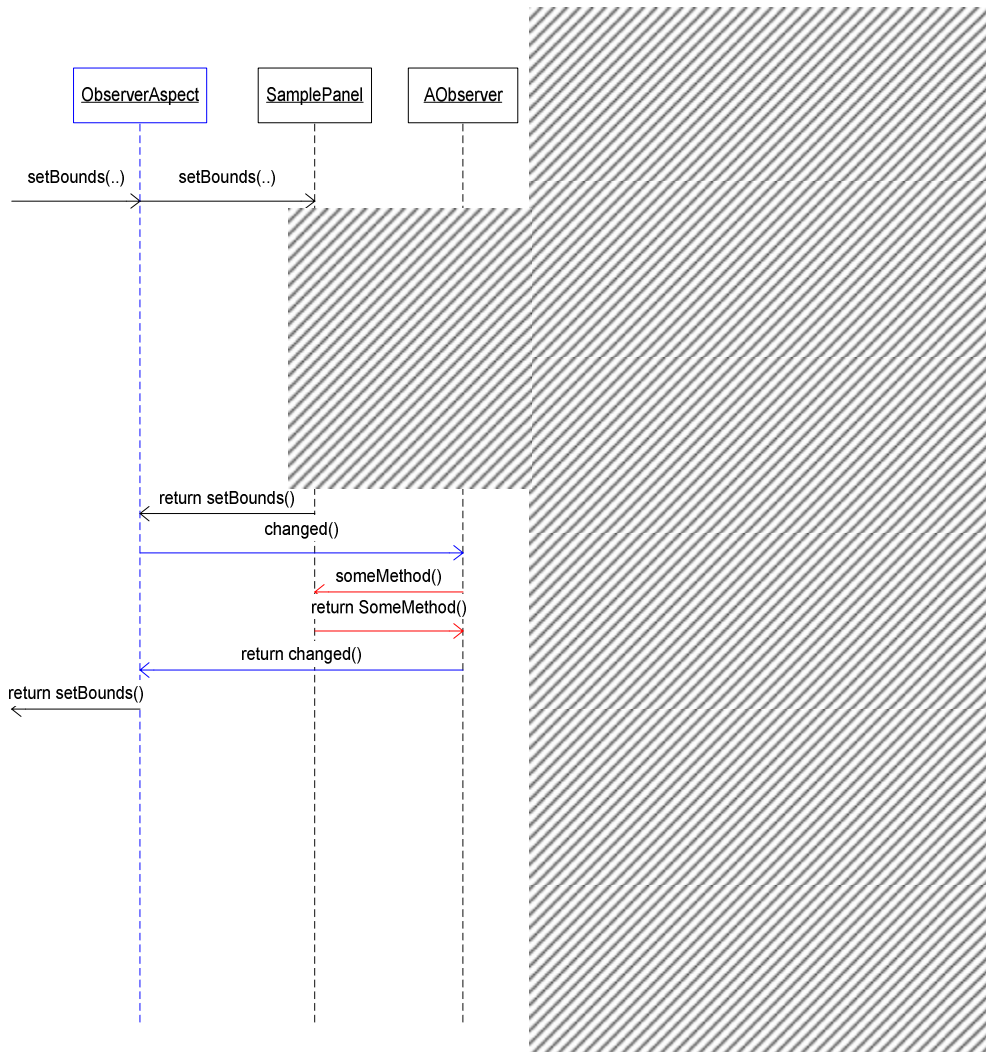 ObserverAspect
SamplePanel
AObserver
setBounds(..)
setBounds(..)
return setBounds()
changed()
someMethod()
return SomeMethod()
return changed()
return setBounds()